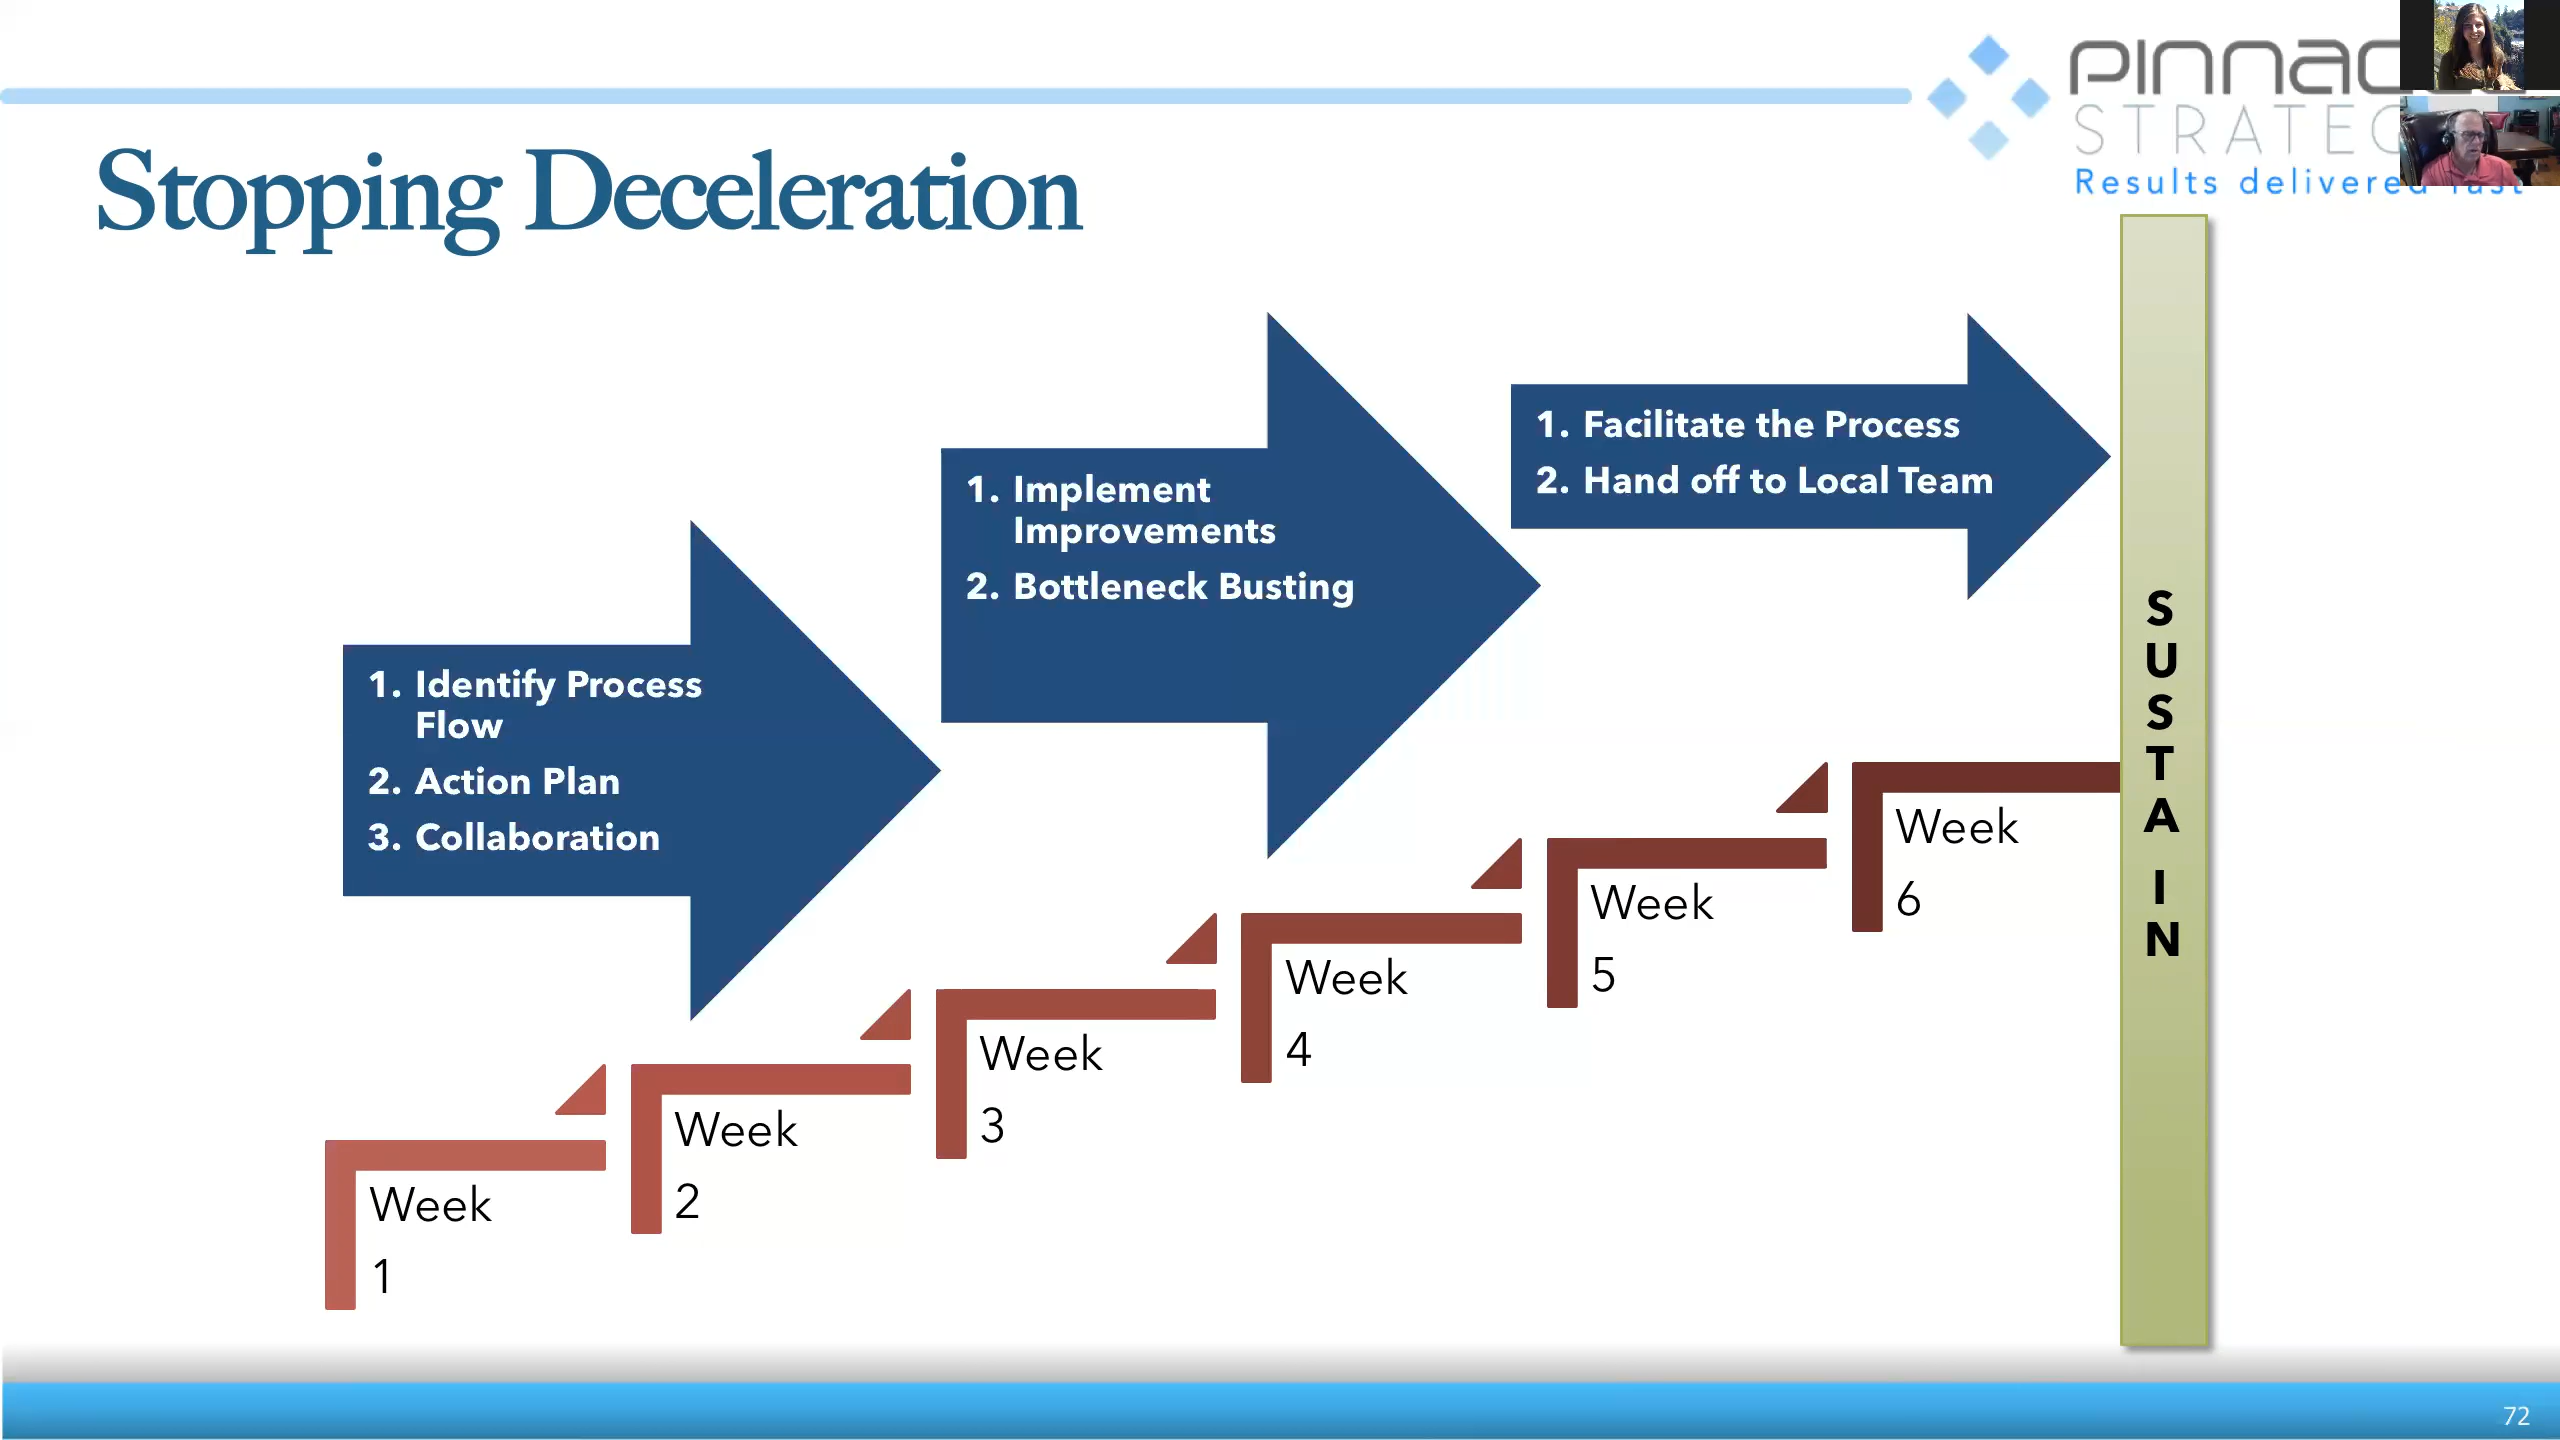 Stopping Deceleration
STRATEG
Results delivered fast
1. Identify Process
Flow
2. Action Plan
3. Collaboration
1. Implement
Improvements
2. Bottleneck Busting
1. Facilitate the Process
2. Hand off to Local Team
Week
1
Week
2
Week
3
Week
4
Week
5
Week
6
S
U
S
T
A
I
N
72